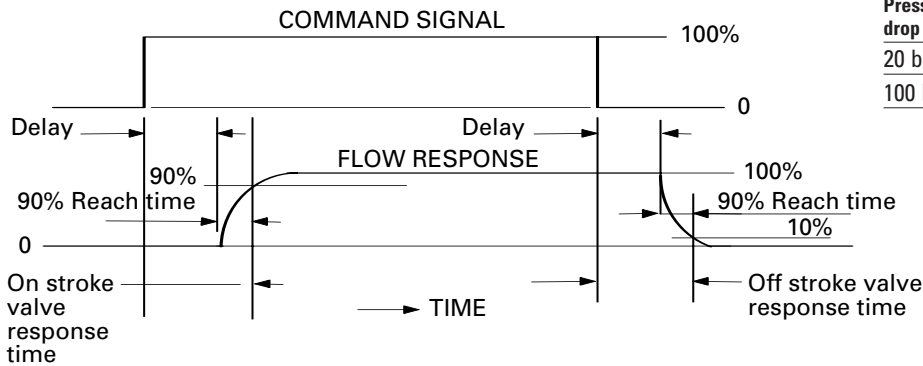 COMMAND SIGNAL
100%
0
Delay
Delay
FLOW RESPONSE
90%
100%
90% Reach time
90% Reach time
10%
0
On stroke
valve
response
time
TIME
Off stroke valve
response time
drop
20 b
100